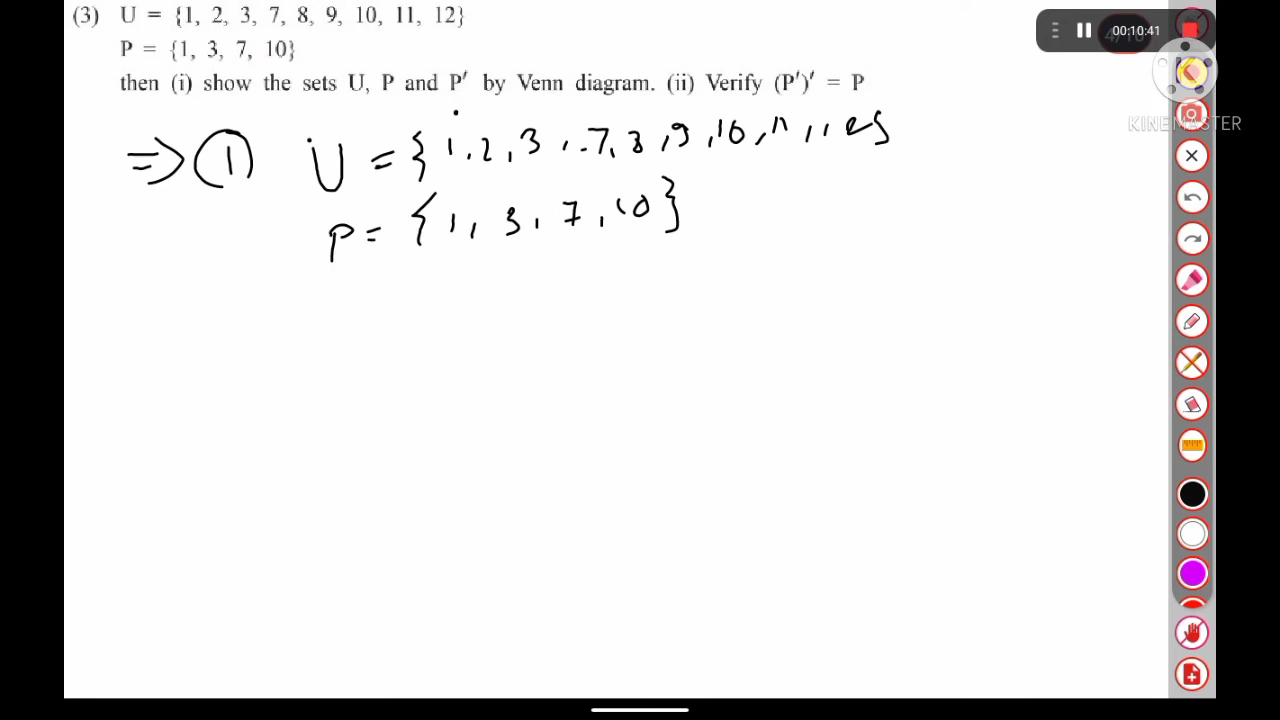 (3) U = {1, 2, 3, 7, 8, 9, 10, 11, 12}
P = {1, 3, 7, 10}
then (i) show the sets U, P and P′ by Venn diagram. (ii) Verify (P′)′ = P
00:10:41
KINEMASTER
⇒ 1 U = { 1, 2, 3, 7, 8, 9, 10, 11,
P = { 1, 3, 7, 10 }